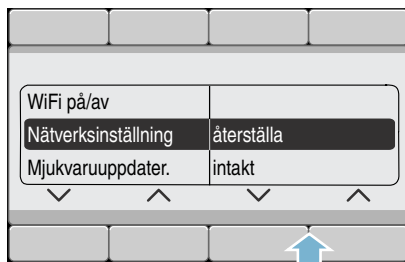 WiFi på/av
Nätverksinställning återställa
Mjukvaruuppdater. intakt